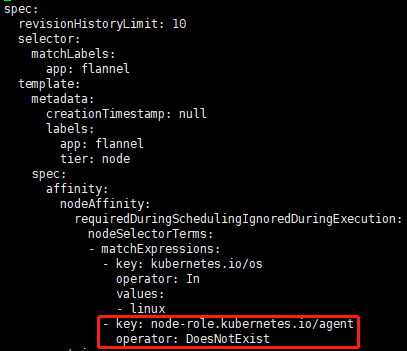 spec:
  revisionHistoryLimit: 10
  selector:
    matchLabels:
      app: flannel
  template:
    metadata:
      creationTimestamp: null
      labels:
        app: flannel
        tier: node
    spec:
      affinity:
        nodeAffinity:
          requiredDuringSchedulingIgnoredDuringExecution:
            nodeSelectorTerms:
            - matchExpressions:
              - key: kubernetes.io/os
                operator: In
                values:
                - linux
              - key: node-role.kubernetes.io/agent
                operator: DoesNotExist